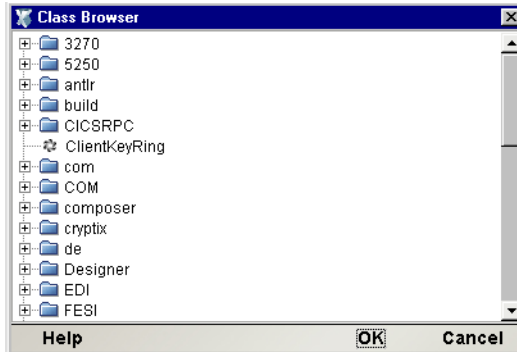 Class Browser
3270
5250
antlr
build
CICSRPC
ClientKeyRing
com
COM
composer
cryptix
de
Designer
EDI
FESI
Help OK Cancel